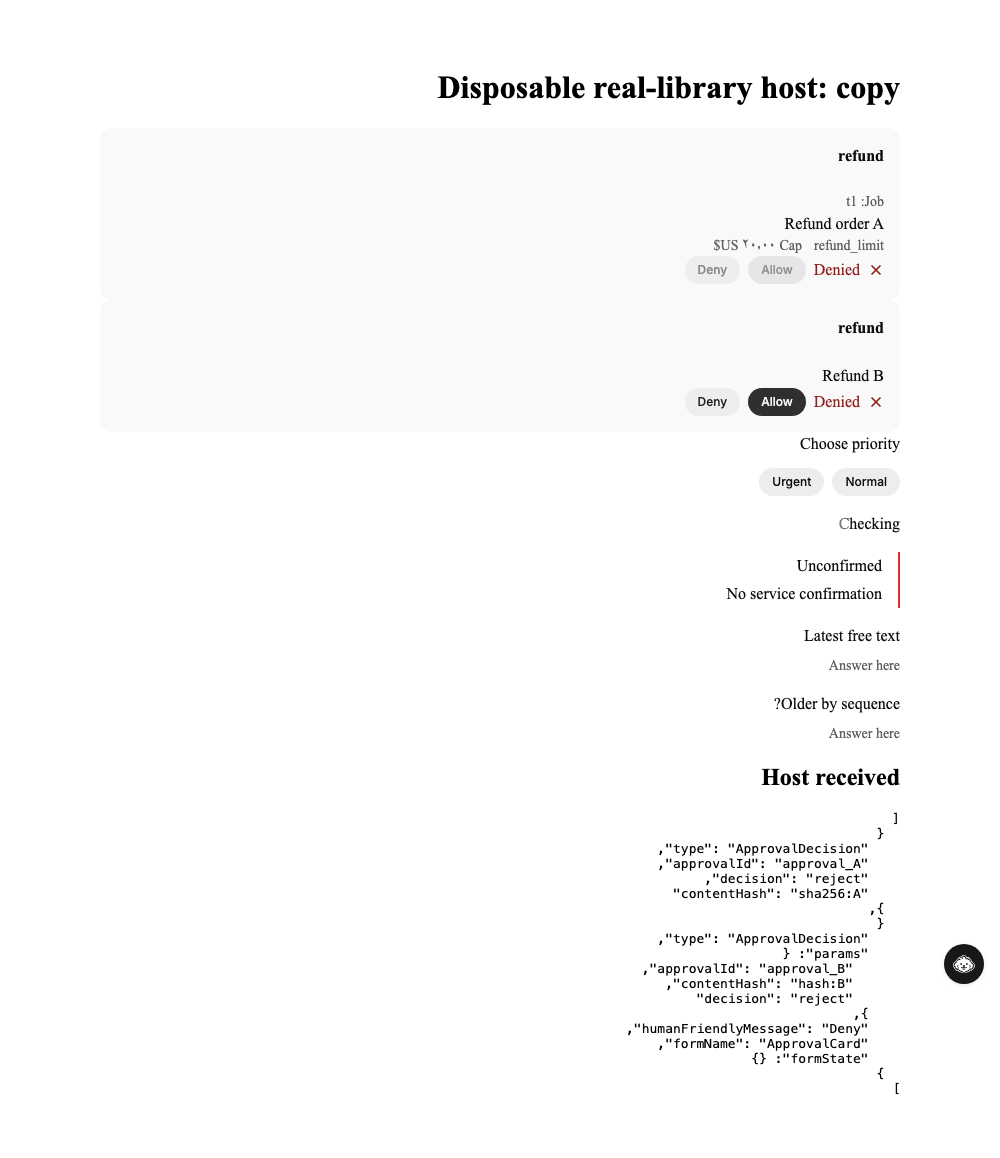 Disposable real-library host: copy
refund
t1 :Job
Refund order A
$US ٢٠,٠٠ Cap refund_limit
Deny Allow Denied ×
refund
Refund B
Deny Allow Denied ×
Choose priority
Urgent Normal
Checking
Unconfirmed
No service confirmation
Latest free text
Answer here
?Older by sequence
Answer here
Host received
]
}
,"type": "ApprovalDecision"
,"approvalId": "approval_A"
,"decision": "reject"
"contentHash": "sha256:A"
,{
}
,"type": "ApprovalDecision"
} :"params"
,"approvalId": "approval_B"
,"contentHash": "hash:B"
"decision": "reject"
,{
,"humanFriendlyMessage": "Deny"
,"formName": "ApprovalCard"
{} :"formState"
{
[